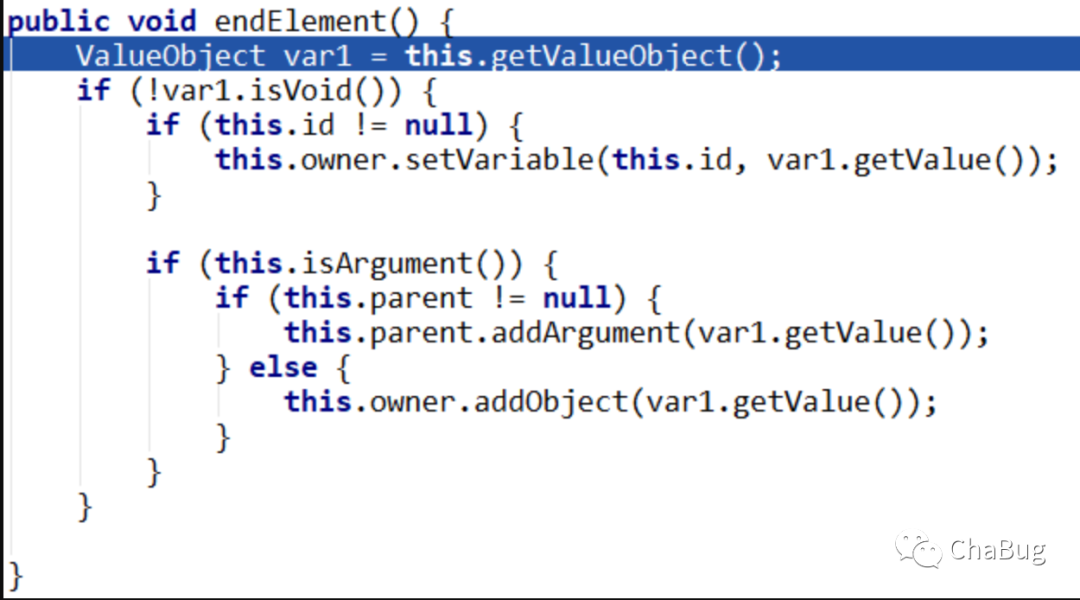 public void endElement() {
    ValueObject var1 = this.getValueObject();
    if (!var1.isVoid()) {
        if (this.id != null) {
            this.owner.setVariable(this.id, var1.getValue());
        }

        if (this.isArgument()) {
            if (this.parent != null) {
                this.parent.addArgument(var1.getValue());
            } else {
                this.owner.addObject(var1.getValue());
            }
        }
    }

}
ChaBug